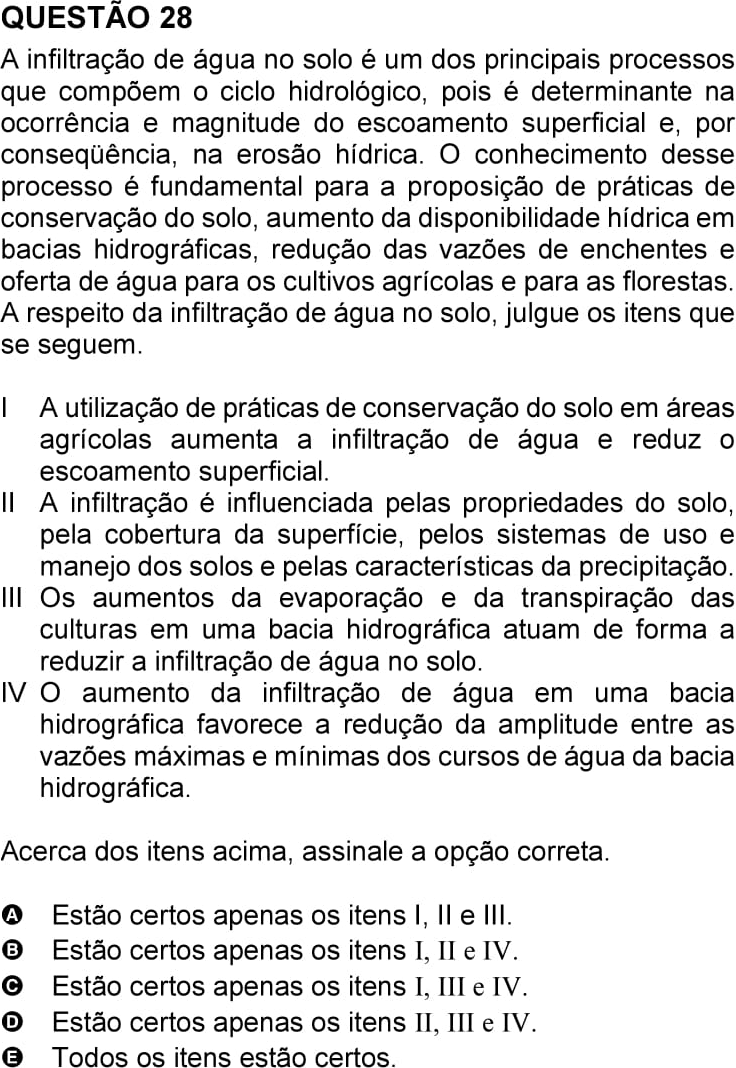 QUESTÃO 28
A infiltração de água no solo é um dos principais processos
que compõem o ciclo hidrológico, pois é determinante na
ocorrência e magnitude do escoamento superficial e, por
conseqüência, na erosão hídrica. O conhecimento desse
processo é fundamental para a proposição de práticas de
conservação do solo, aumento da disponibilidade hídrica em
bacias hidrográficas, redução das vazões de enchentes e
oferta de água para os cultivos agrícolas e para as florestas.
A respeito da infiltração de água no solo, julgue os itens que
se seguem.
I A utilização de práticas de conservação do solo em áreas
agrícolas aumenta a infiltração de água e reduz o
escoamento superficial.
II A infiltração é influenciada pelas propriedades do solo,
pela cobertura da superfície, pelos sistemas de uso e
manejo dos solos e pelas características da precipitação.
III Os aumentos da evaporação e da transpiração das
culturas em uma bacia hidrográfica atuam de forma a
reduzir a infiltração de água no solo.
IV O aumento da infiltração de água em uma bacia
hidrográfica favorece a redução da amplitude entre as
vazões máximas e mínimas dos cursos de água da bacia
hidrográfica.
Acerca dos itens acima, assinale a opção correta.
A Estão certos apenas os itens I, II e III.
B Estão certos apenas os itens I, II e IV.
C Estão certos apenas os itens I, III e IV.
D Estão certos apenas os itens II, III e IV.
E Todos os itens estão certos.